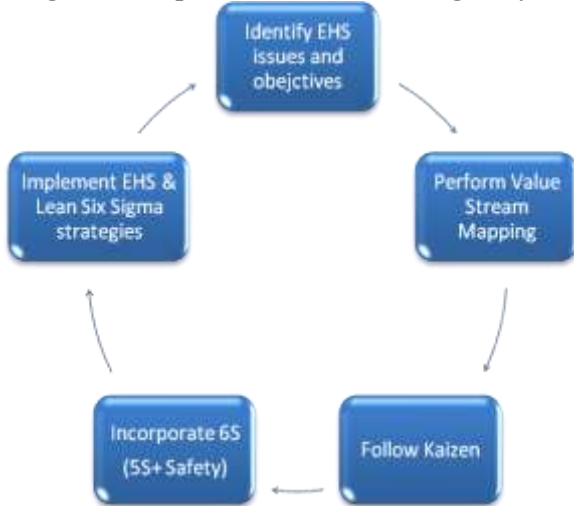 Identify EHS
issues and
obejctives
Perform Value
Stream
Mapping
Follow Kaizen
Incorporate 6S
(5S+ Safety)
Implement EHS &
Lean Six Sigma
strategies